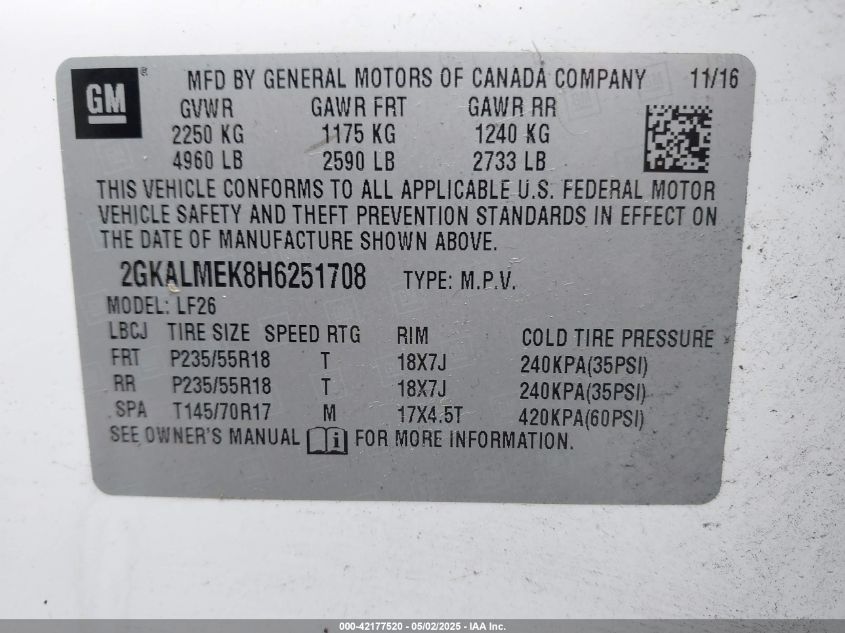 GM ® MFD BY GENERAL MOTORS OF CANADA COMPANY 11/16
GVWR GAWR FRT GAWR RR
2250 KG 1175 KG 1240 KG
4960 LB 2590 LB 2733 LB
THIS VEHICLE CONFORMS TO ALL APPLICABLE U.S. FEDERAL MOTOR
VEHICLE SAFETY AND THEFT PREVENTION STANDARDS IN EFFECT ON
THE DATE OF MANUFACTURE SHOWN ABOVE.
2GKALMEK8H6251708 TYPE: M.P.V.
MODEL: LF26
LBCJ TIRE SIZE SPEED RTG RIM COLD TIRE PRESSURE
FRT P235/55R18 T 18X7J 240KPA(35PSI)
RR P235/55R18 T 18X7J 240KPA(35PSI)
SPA T145/70R17 M 17X4.5T 420KPA(60PSI)
SEE OWNER'S MANUAL i FOR MORE INFORMATION.
000-42177520 - 05/02/2025 - IAA Inc.